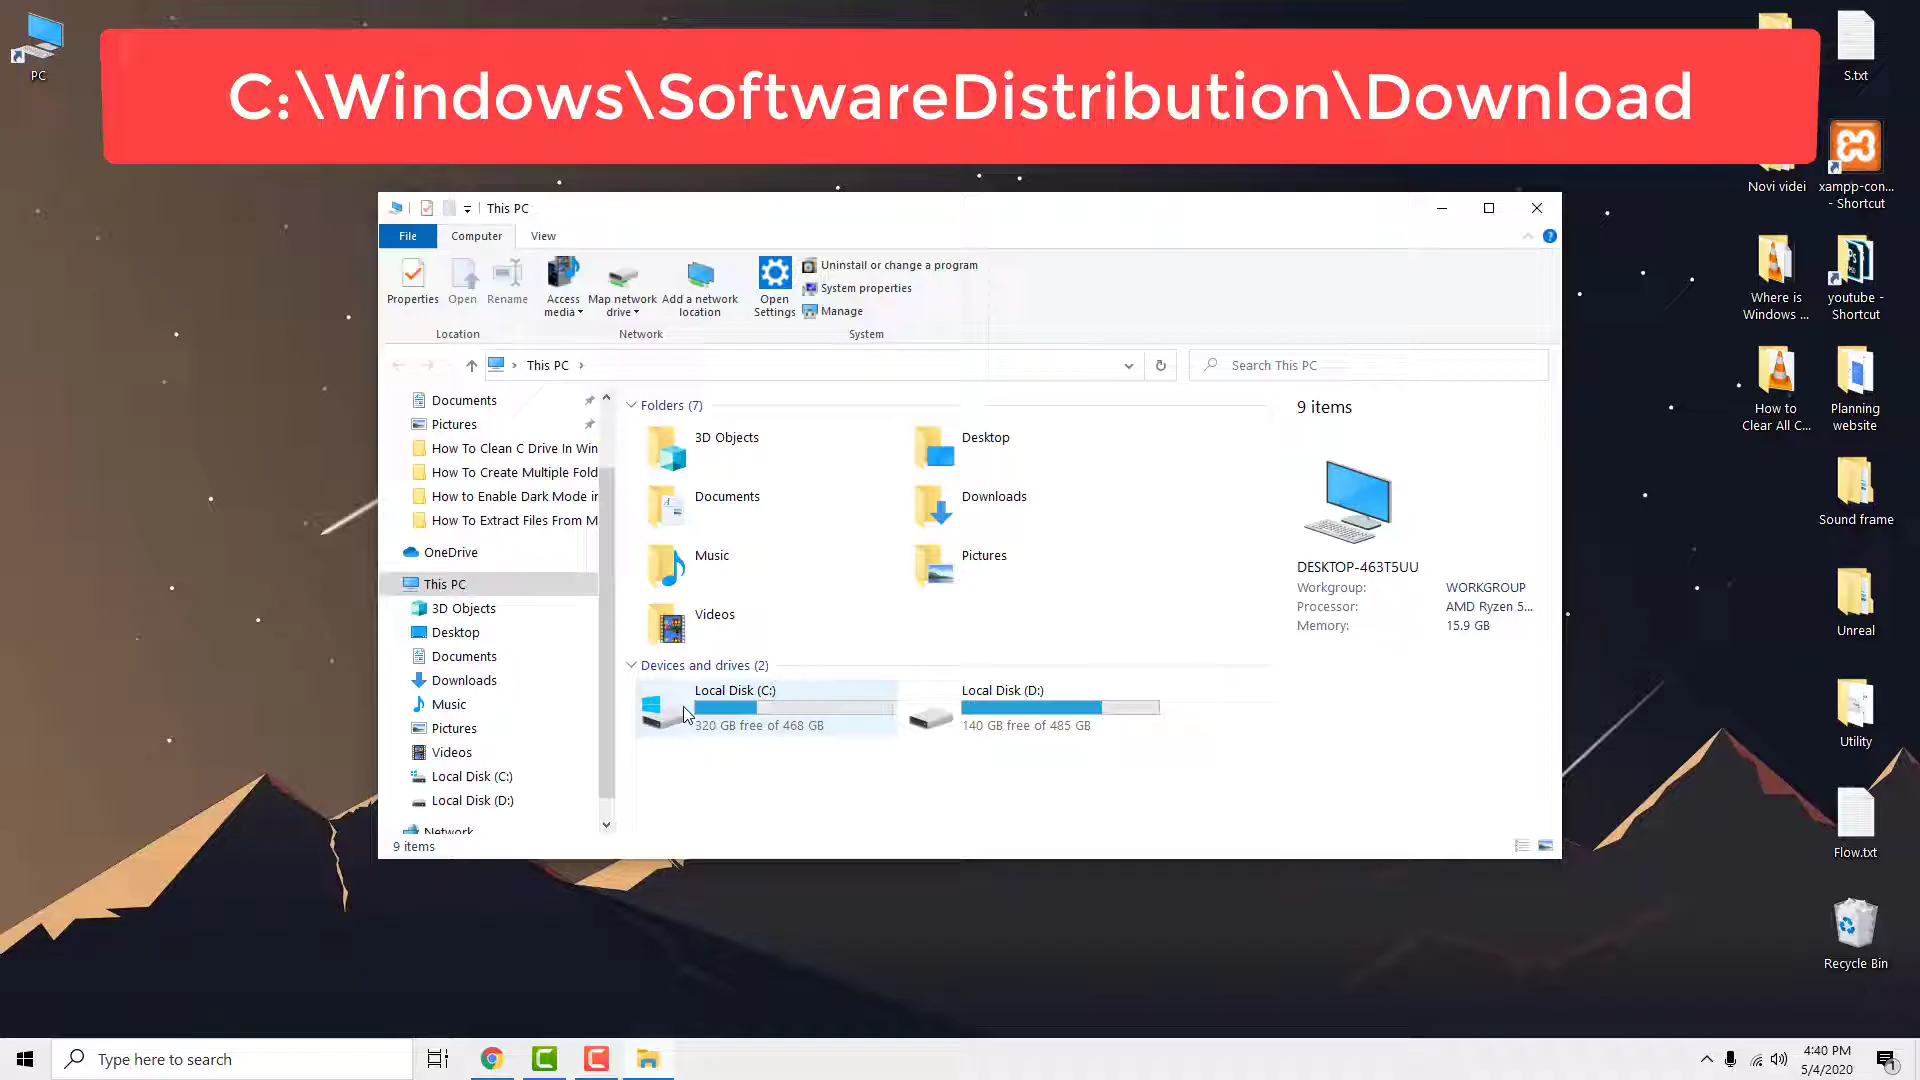 PC
C:\Windows\SoftwareDistribution\Download
S.txt
Novi videi
xampp-con...
- Shortcut
Where is
Windows ...
youtube -
Shortcut
How to
Clear All C...
Planning
website
Sound frame
Unreal
Utility
Flow.txt
Recycle Bin
This PC
File
Computer
View
Properties
Open
Rename
Access
media
Map network
drive
Add a network
location
Open
Settings
Uninstall or change a program
System properties
Manage
Location
Network
System
This PC
Search This PC
Documents
Pictures
How To Clean C Drive In Win
How To Create Multiple Fold
How to Enable Dark Mode in
How To Extract Files From M
OneDrive
This PC
3D Objects
Desktop
Documents
Downloads
Music
Pictures
Videos
Local Disk (C:)
Local Disk (D:)
Network
9 items
Folders (7)
3D Objects
Desktop
Documents
Downloads
Music
Pictures
Videos
Devices and drives (2)
Local Disk (C:)
320 GB free of 468 GB
Local Disk (D:)
140 GB free of 485 GB
9 items
DESKTOP-463T5UU
Workgroup: WORKGROUP
Processor: AMD Ryzen 5...
Memory: 15.9 GB
Type here to search
4:40 PM
5/4/2020
1